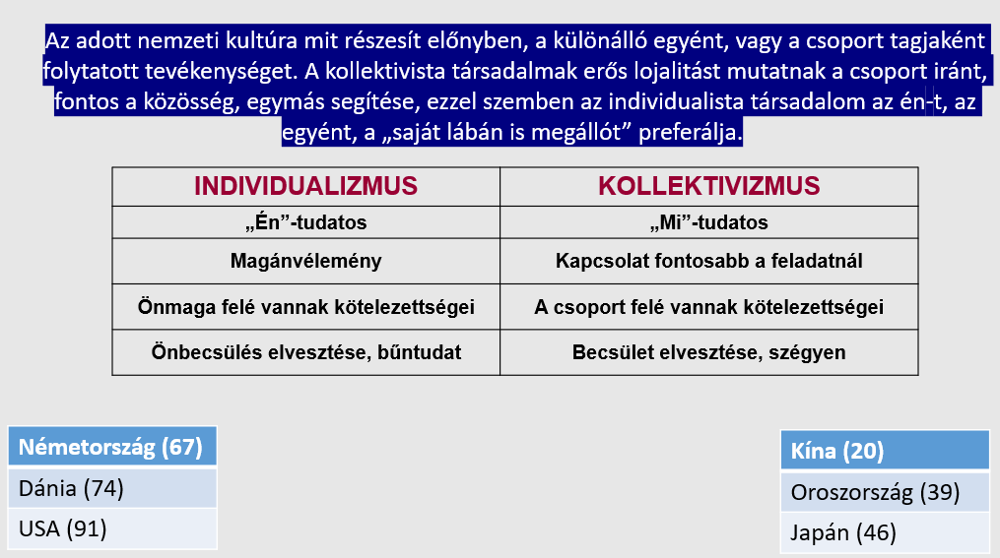 Az adott nemzeti kultúra mit részesít előnyben, a különálló egyént, vagy a csoport tagjaként
folytatott tevékenységet. A kollektivista társadalmak erős lojalitást mutatnak a csoport iránt,
fontos a közösség, egymás segítése, ezzel szemben az individualista társadalom az én-t, az
egyént, a „saját lábán is megállót” preferálja.
INDIVIDUALIZMUS KOLLEKTIVIZMUS
„Én”-tudatos „Mi”-tudatos
Magánvélemény Kapcsolat fontosabb a feladatnál
Önmaga felé vannak kötelezettségei A csoport felé vannak kötelezettségei
Önbecsülés elvesztése, bűntudat Becsület elvesztése, szégyen
Németország (67)
Dánia (74)
USA (91)
Kína (20)
Oroszország (39)
Japán (46)